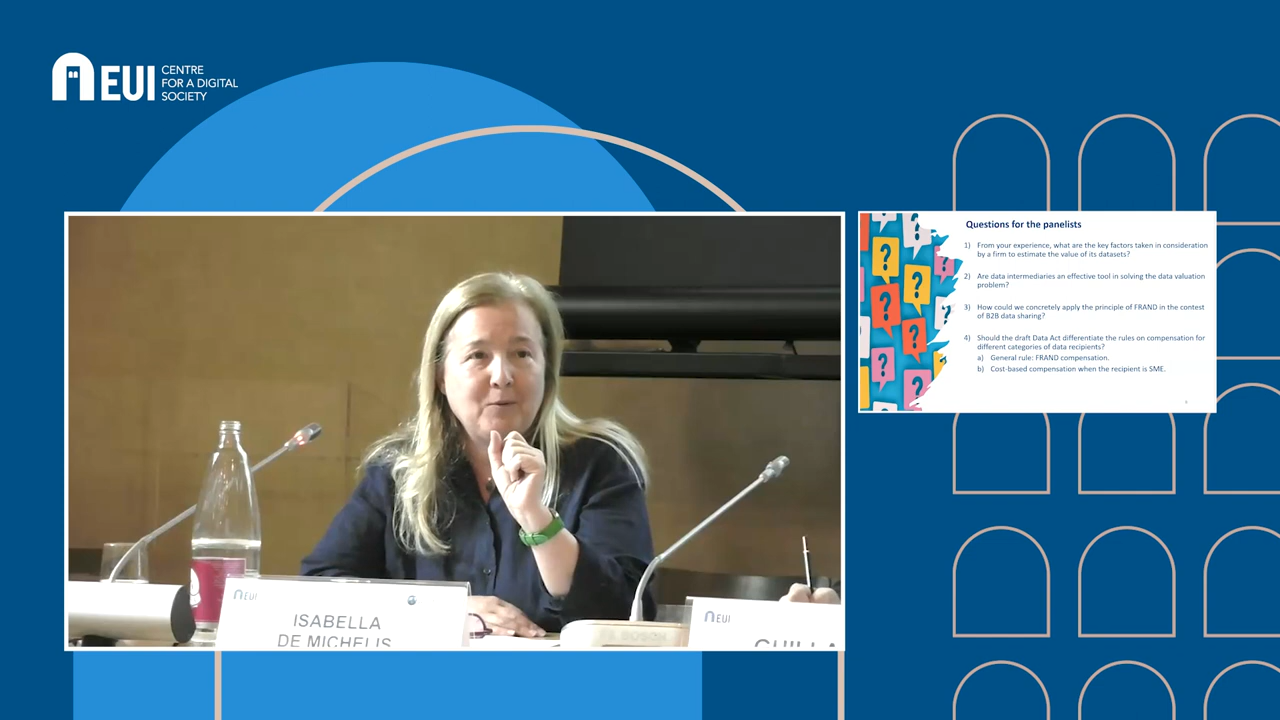 EUI
CENTRE
FOR A DIGITAL
SOCIETY
EUI
ISABELLA
DE MICHELIS
EUI
Questions for the panelists
1) From your experience, what are the key factors taken in consideration
by a firm to estimate the value of its datasets?
2) Are data intermediaries an effective tool in solving the data valuation
problem?
3) How could we concretely apply the principle of FRAND in the contest
of B2B data sharing?
4) Should the draft Data Act differentiate the rules on compensation for
different categories of data recipients?
a) General rule: FRAND compensation.
b) Cost-based compensation when the recipient is SME.